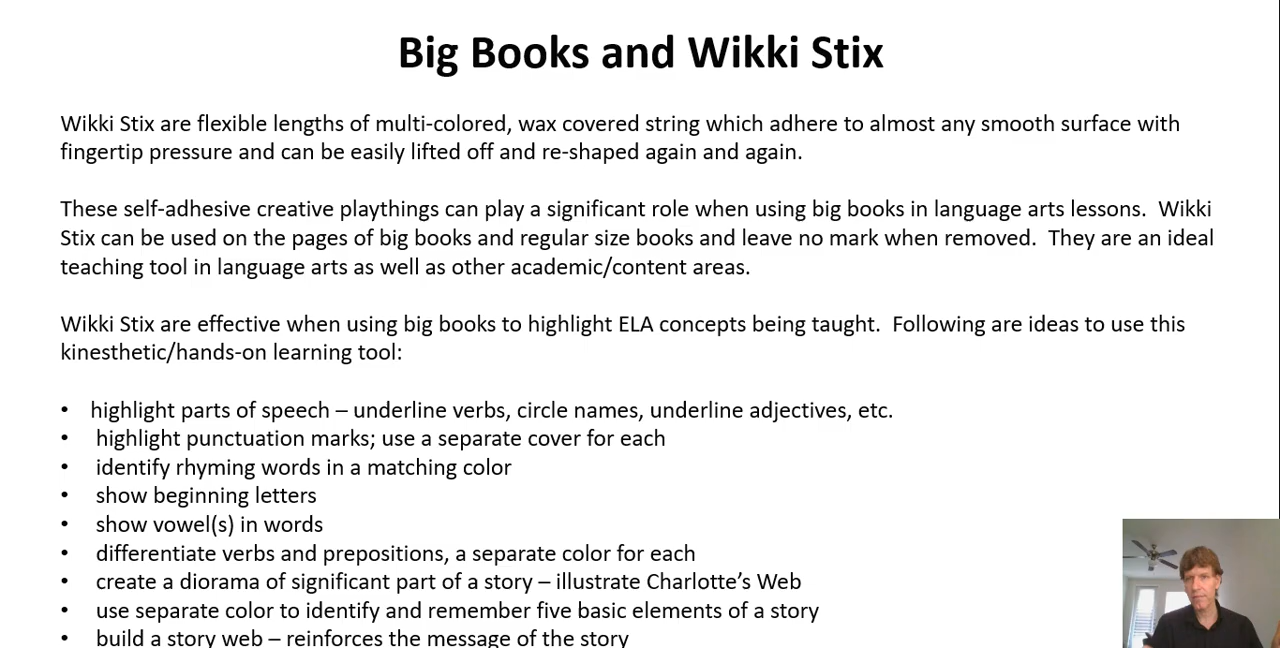 Big Books and Wikki Stix
Wikki Stix are flexible lengths of multi-colored, wax covered string which adhere to almost any smooth surface with
fingertip pressure and can be easily lifted off and re-shaped again and again.
These self-adhesive creative playthings can play a significant role when using big books in language arts lessons.  Wikki
Stix can be used on the pages of big books and regular size books and leave no mark when removed.  They are an ideal
teaching tool in language arts as well as other academic/content areas.
Wikki Stix are effective when using big books to highlight ELA concepts being taught.  Following are ideas to use this
kinesthetic/hands-on learning tool:
• highlight parts of speech – underline verbs, circle names, underline adjectives, etc.
• highlight punctuation marks; use a separate cover for each
• identify rhyming words in a matching color
• show beginning letters
• show vowel(s) in words
• differentiate verbs and prepositions, a separate color for each
• create a diorama of significant part of a story – illustrate Charlotte’s Web
• use separate color to identify and remember five basic elements of a story
• build a story web – reinforces the message of the story